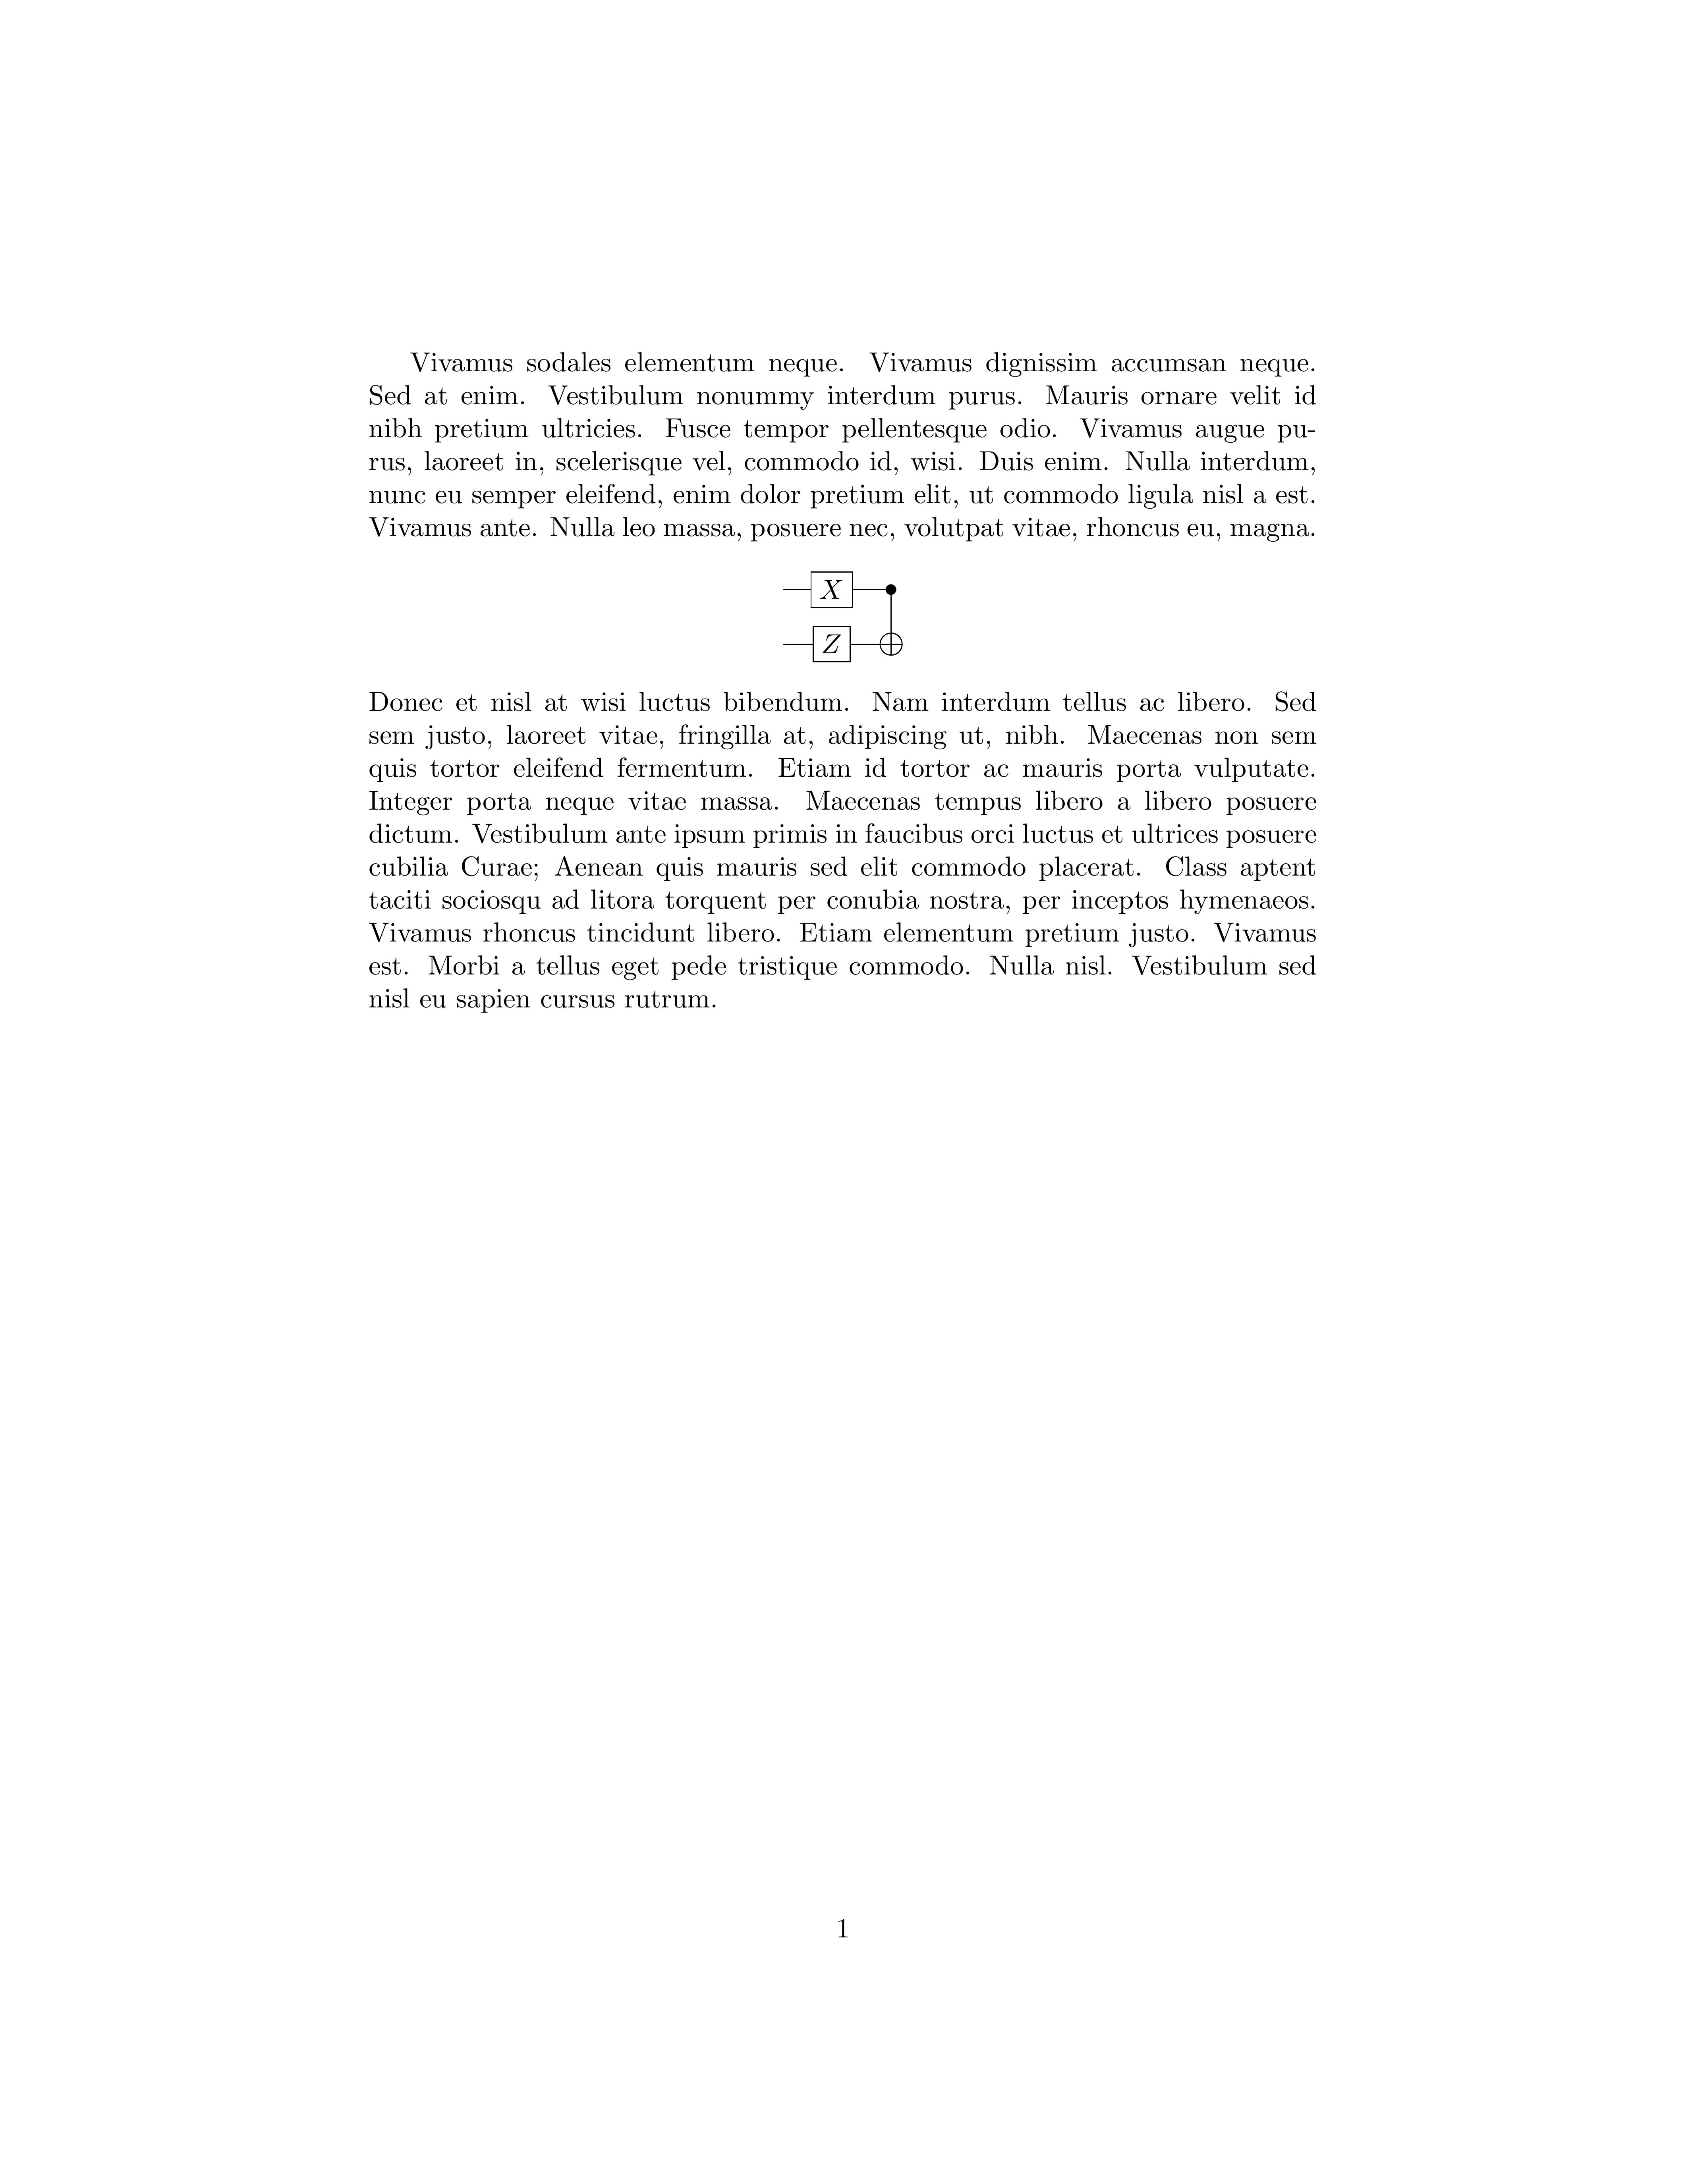 Vivamus sodales elementum neque. Vivamus dignissim accumsan neque.
Sed at enim. Vestibulum nonummy interdum purus. Mauris ornare velit id
nibh pretium ultricies. Fusce tempor pellentesque odio. Vivamus augue pu-
rus, laoreet in, scelerisque vel, commodo id, wisi. Duis enim. Nulla interdum,
nunc eu semper eleifend, enim dolor pretium elit, ut commodo ligula nisl a est.
Vivamus ante. Nulla leo massa, posuere nec, volutpat vitae, rhoncus eu, magna.
X
Z
Donec et nisl at wisi luctus bibendum. Nam interdum tellus ac libero. Sed
sem justo, laoreet vitae, fringilla at, adipiscing ut, nibh. Maecenas non sem
quis tortor eleifend fermentum. Etiam id tortor ac mauris porta vulputate.
Integer porta neque vitae massa. Maecenas tempus libero a libero posuere
dictum. Vestibulum ante ipsum primis in faucibus orci luctus et ultrices posuere
cubilia Curae; Aenean quis mauris sed elit commodo placerat. Class aptent
taciti sociosqu ad litora torquent per conubia nostra, per inceptos hymenaeos.
Vivamus rhoncus tincidunt libero. Etiam elementum pretium justo. Vivamus
est. Morbi a tellus eget pede tristique commodo. Nulla nisl. Vestibulum sed
nisl eu sapien cursus rutrum.
1